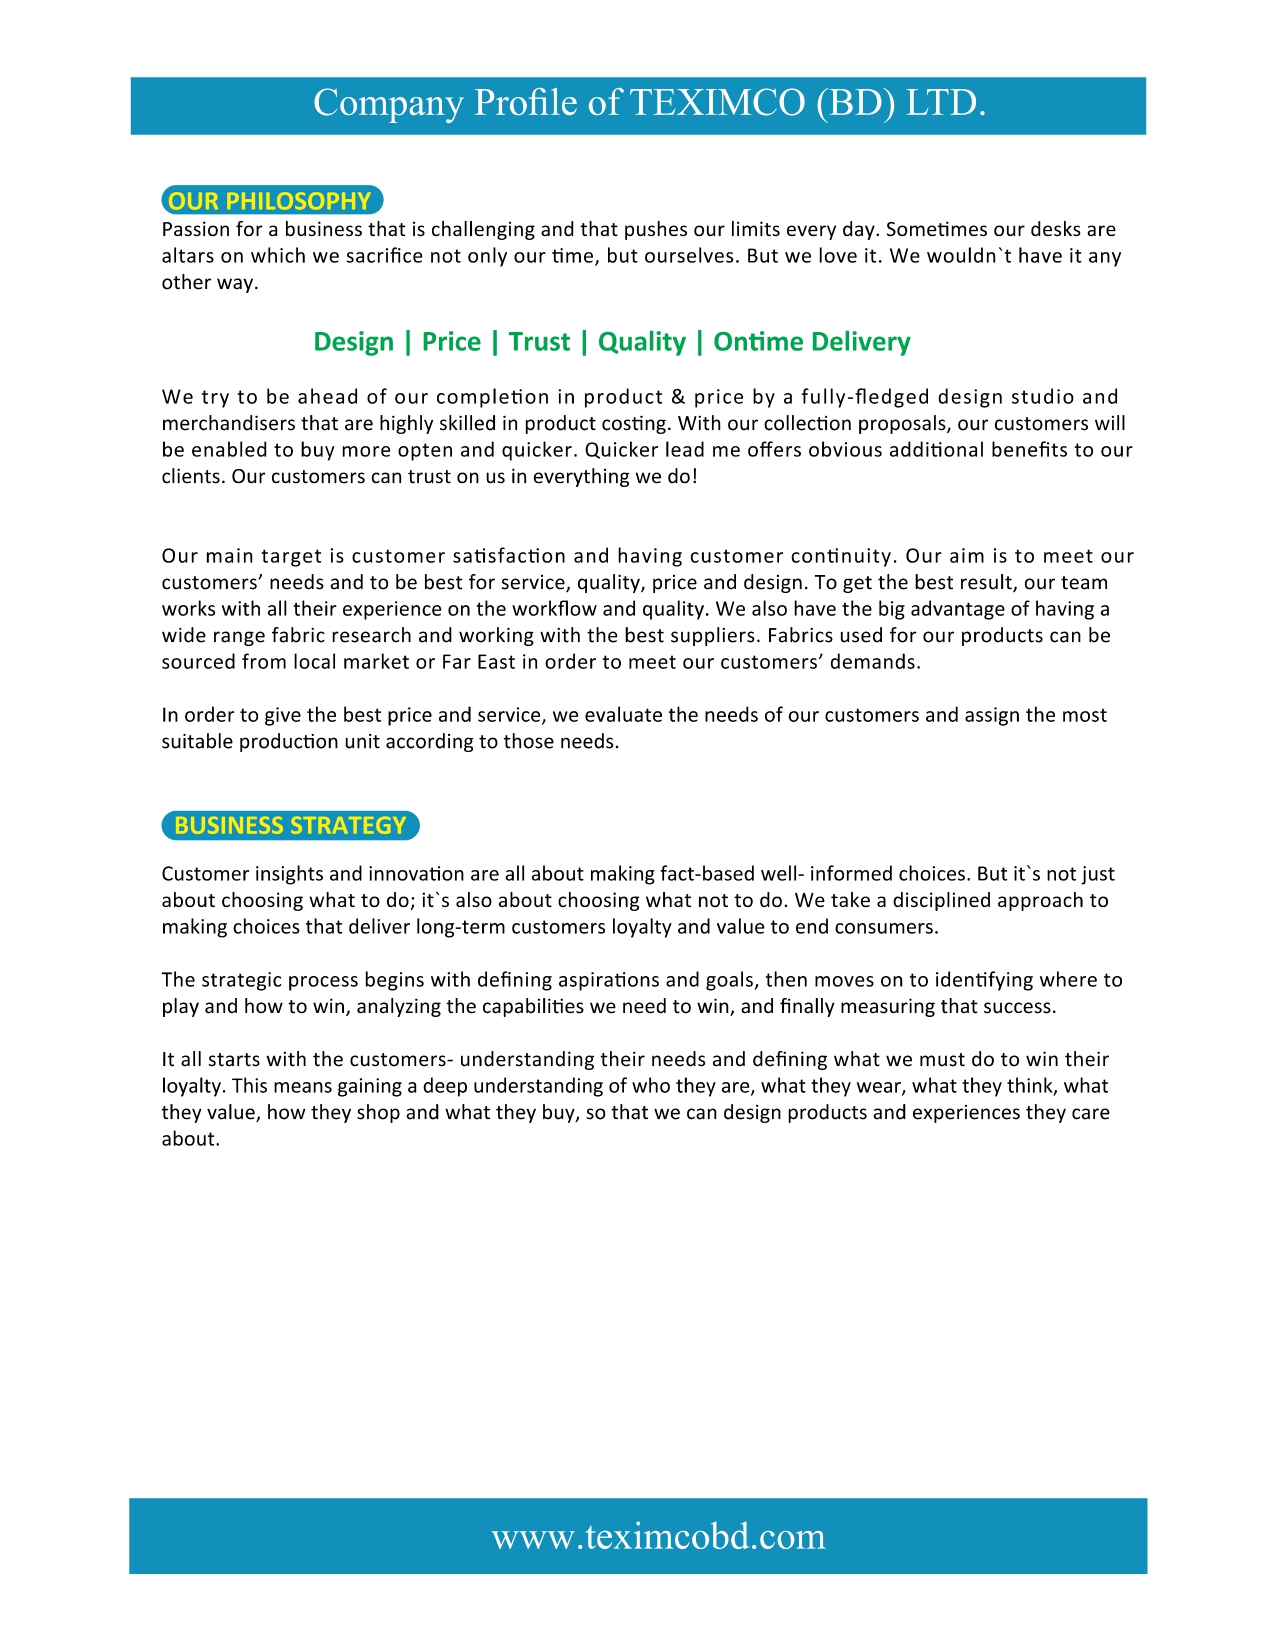 Company Profile of TEXIMCO (BD) LTD.
OUR PHILOSOPHY
Passion for a business that is challenging and that pushes our limits every day. Sometimes our desks are
altars on which we sacrifice not only our time, but ourselves. But we love it. We wouldn`t have it any
other way.
Design | Price | Trust | Quality | Ontime Delivery
We try to be ahead of our completion in product & price by a fully-fledged design studio and
merchandisers that are highly skilled in product costing. With our collection proposals, our customers will
be enabled to buy more opten and quicker. Quicker lead me offers obvious additional benefits to our
clients. Our customers can trust on us in everything we do!
Our main target is customer satisfaction and having customer continuity. Our aim is to meet our
customers’ needs and to be best for service, quality, price and design. To get the best result, our team
works with all their experience on the workflow and quality. We also have the big advantage of having a
wide range fabric research and working with the best suppliers. Fabrics used for our products can be
sourced from local market or Far East in order to meet our customers’ demands.
In order to give the best price and service, we evaluate the needs of our customers and assign the most
suitable production unit according to those needs.
BUSINESS STRATEGY
Customer insights and innovation are all about making fact-based well- informed choices. But it`s not just
about choosing what to do; it`s also about choosing what not to do. We take a disciplined approach to
making choices that deliver long-term customers loyalty and value to end consumers.
The strategic process begins with defining aspirations and goals, then moves on to identifying where to
play and how to win, analyzing the capabilities we need to win, and finally measuring that success.
It all starts with the customers- understanding their needs and defining what we must do to win their
loyalty. This means gaining a deep understanding of who they are, what they wear, what they think, what
they value, how they shop and what they buy, so that we can design products and experiences they care
about.
www.teximcobd.com